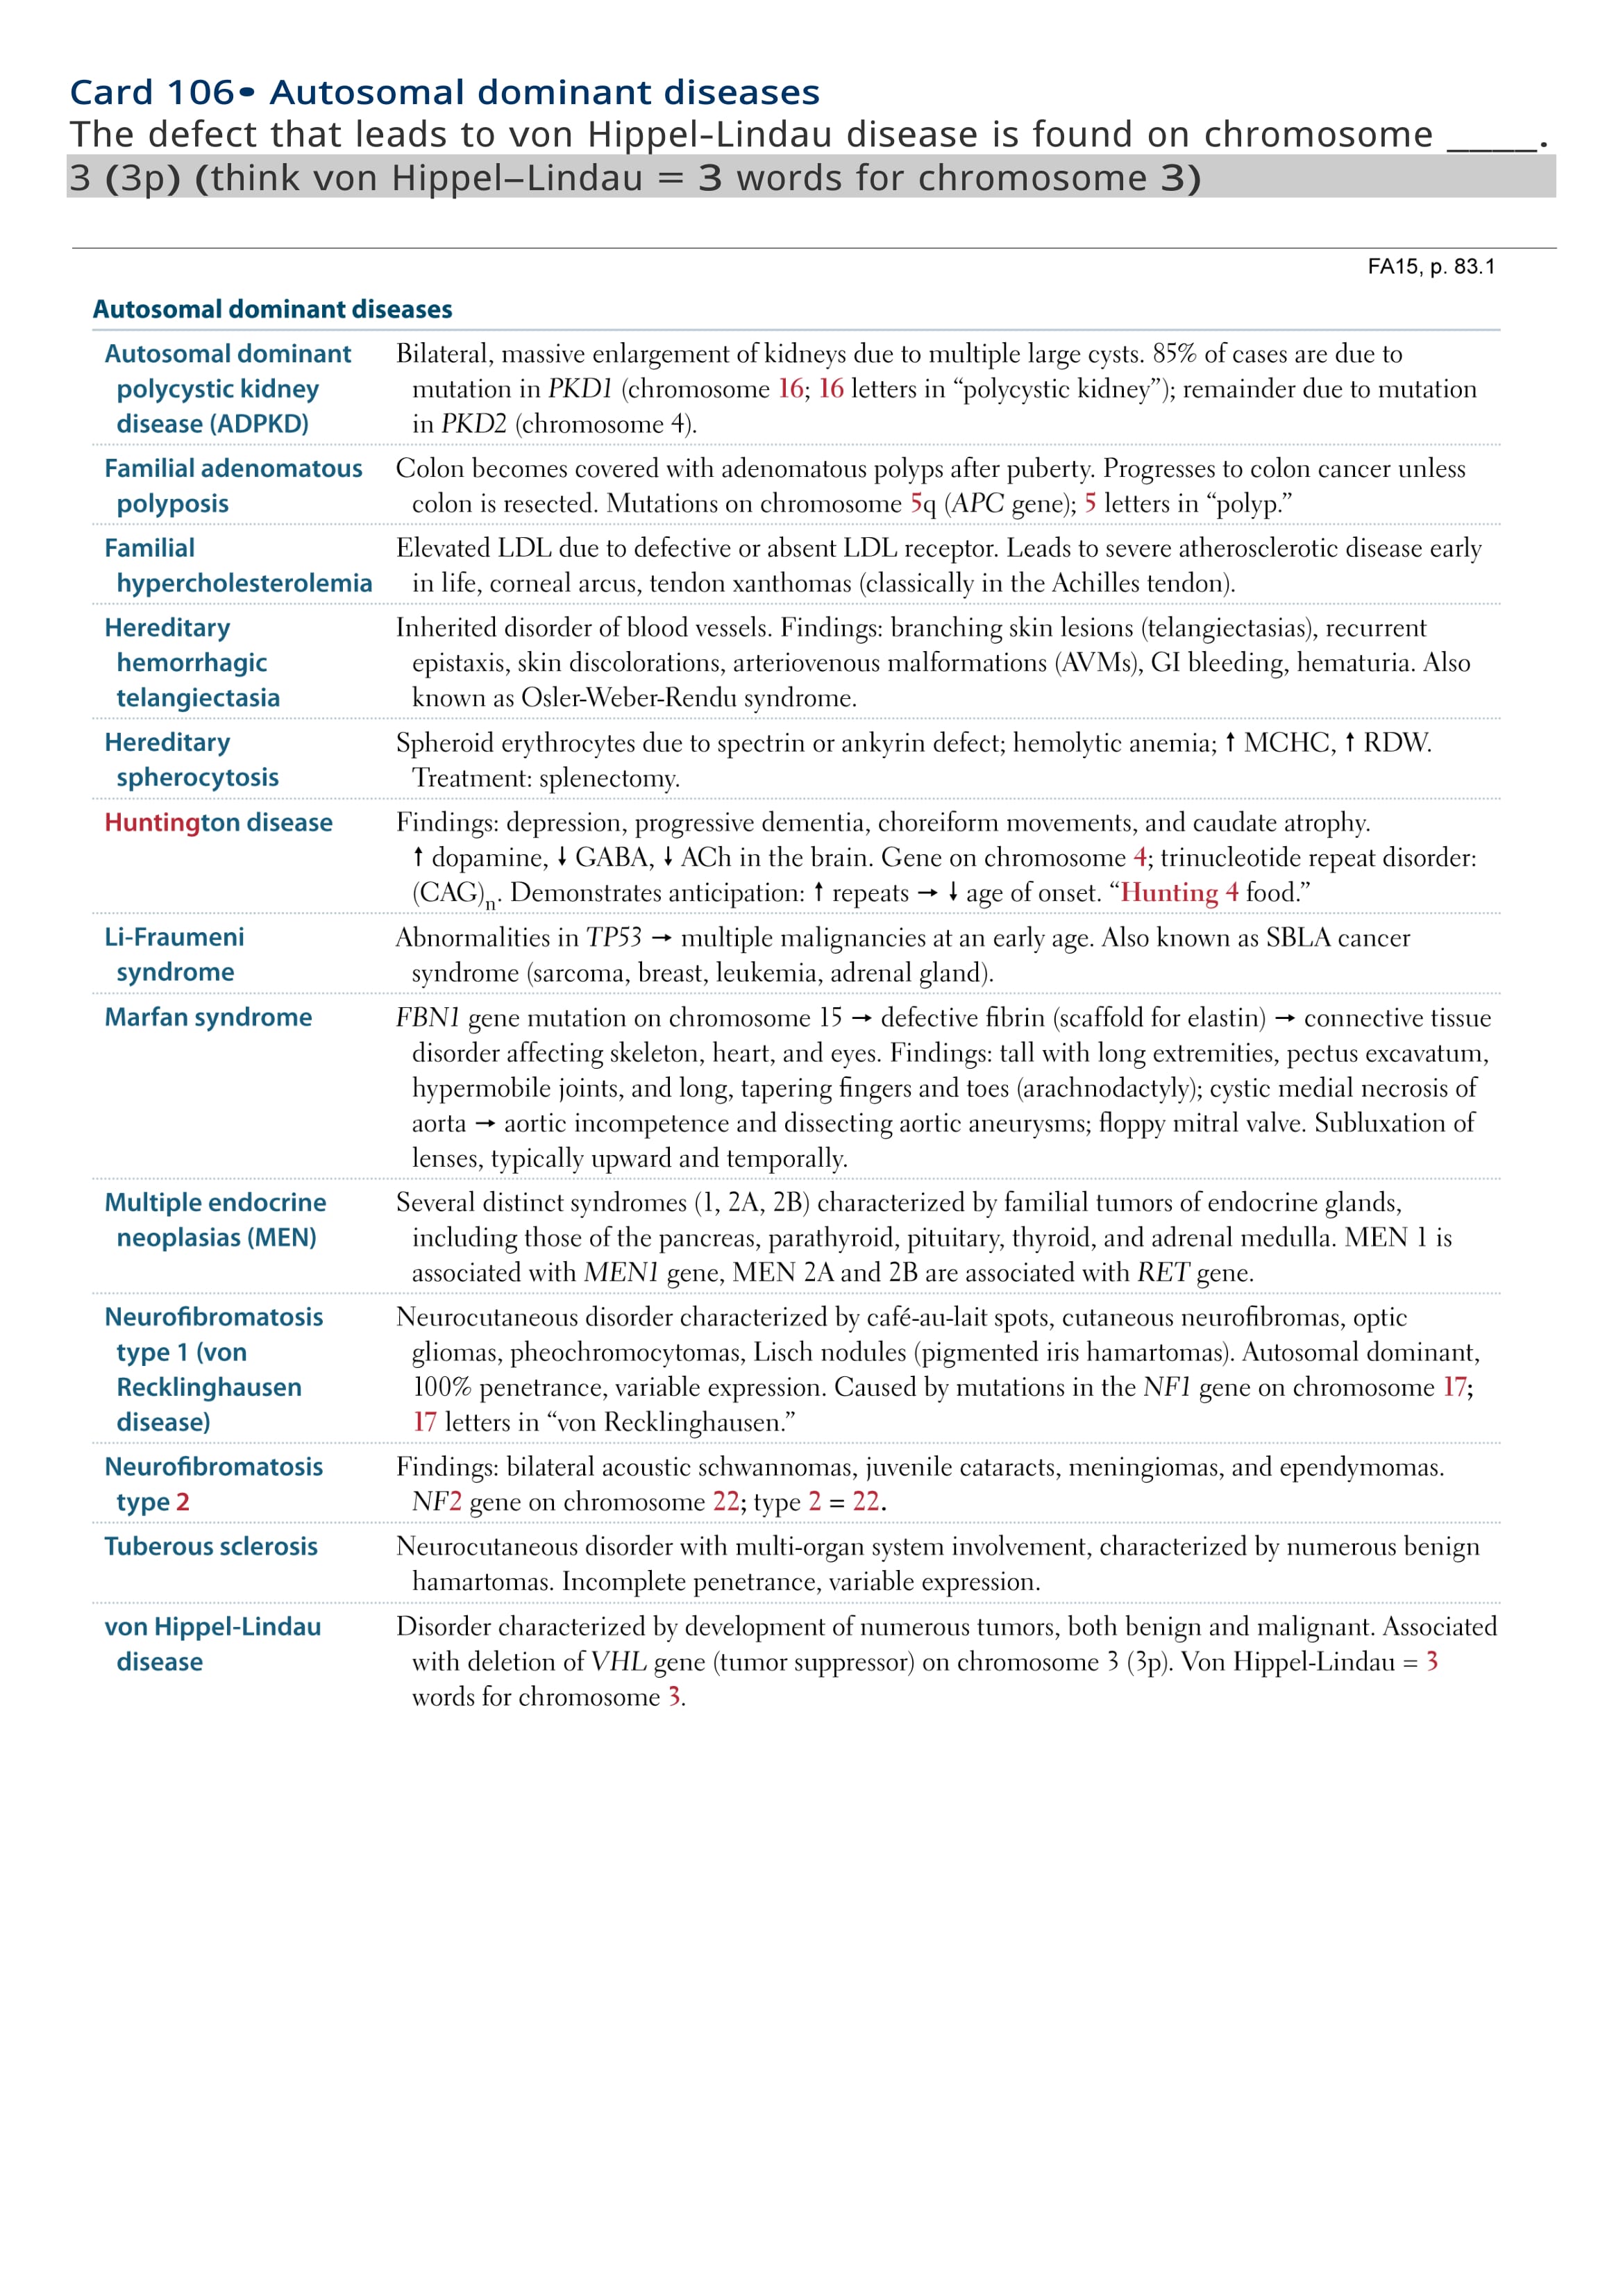 Card 106• Autosomal dominant diseases
The defect that leads to von Hippel-Lindau disease is found on chromosome ____.
3 (3p) (think von Hippel–Lindau = 3 words for chromosome 3)
FA15, p. 83.1
Autosomal dominant diseases
Autosomal dominant polycystic kidney disease (ADPKD)
Bilateral, massive enlargement of kidneys due to multiple large cysts. 85% of cases are due to
mutation in PKD1 (chromosome 16; 16 letters in “polycystic kidney”); remainder due to mutation
in PKD2 (chromosome 4).
Familial adenomatous polyposis
Colon becomes covered with adenomatous polyps after puberty. Progresses to colon cancer unless
colon is resected. Mutations on chromosome 5q (APC gene); 5 letters in “polyp.”
Familial hypercholesterolemia
Elevated LDL due to defective or absent LDL receptor. Leads to severe atherosclerotic disease early
in life, corneal arcus, tendon xanthomas (classically in the Achilles tendon).
Hereditary hemorrhagic telangiectasia
Inherited disorder of blood vessels. Findings: branching skin lesions (telangiectasias), recurrent
epistaxis, skin discolorations, arteriovenous malformations (AVMs), GI bleeding, hematuria. Also
known as Osler-Weber-Rendu syndrome.
Hereditary spherocytosis
Spheroid erythrocytes due to spectrin or ankyrin defect; hemolytic anemia; ↑ MCHC, ↑ RDW.
Treatment: splenectomy.
Huntington disease
Findings: depression, progressive dementia, choreiform movements, and caudate atrophy.
↑ dopamine, ↓ GABA, ↓ ACh in the brain. Gene on chromosome 4; trinucleotide repeat disorder:
(CAG)n. Demonstrates anticipation: ↑ repeats → ↓ age of onset. “Hunting 4 food.”
Li-Fraumeni syndrome
Abnormalities in TP53 → multiple malignancies at an early age. Also known as SBLA cancer
syndrome (sarcoma, breast, leukemia, adrenal gland).
Marfan syndrome
FBN1 gene mutation on chromosome 15 → defective fibrin (scaffold for elastin) → connective tissue
disorder affecting skeleton, heart, and eyes. Findings: tall with long extremities, pectus excavatum,
hypermobile joints, and long, tapering fingers and toes (arachnodactyly); cystic medial necrosis of
aorta → aortic incompetence and dissecting aortic aneurysms; floppy mitral valve. Subluxation of
lenses, typically upward and temporally.
Multiple endocrine neoplasias (MEN)
Several distinct syndromes (1, 2A, 2B) characterized by familial tumors of endocrine glands,
including those of the pancreas, parathyroid, pituitary, thyroid, and adrenal medulla. MEN 1 is
associated with MEN1 gene, MEN 2A and 2B are associated with RET gene.
Neurofibromatosis type 1 (von Recklinghausen disease)
Neurocutaneous disorder characterized by café-au-lait spots, cutaneous neurofibromas, optic
gliomas, pheochromocytomas, Lisch nodules (pigmented iris hamartomas). Autosomal dominant,
100% penetrance, variable expression. Caused by mutations in the NF1 gene on chromosome 17;
17 letters in “von Recklinghausen.”
Neurofibromatosis type 2
Findings: bilateral acoustic schwannomas, juvenile cataracts, meningiomas, and ependymomas.
NF2 gene on chromosome 22; type 2 = 22.
Tuberous sclerosis
Neurocutaneous disorder with multi-organ system involvement, characterized by numerous benign
hamartomas. Incomplete penetrance, variable expression.
von Hippel-Lindau disease
Disorder characterized by development of numerous tumors, both benign and malignant. Associated
with deletion of VHL gene (tumor suppressor) on chromosome 3 (3p). Von Hippel-Lindau = 3
words for chromosome 3.